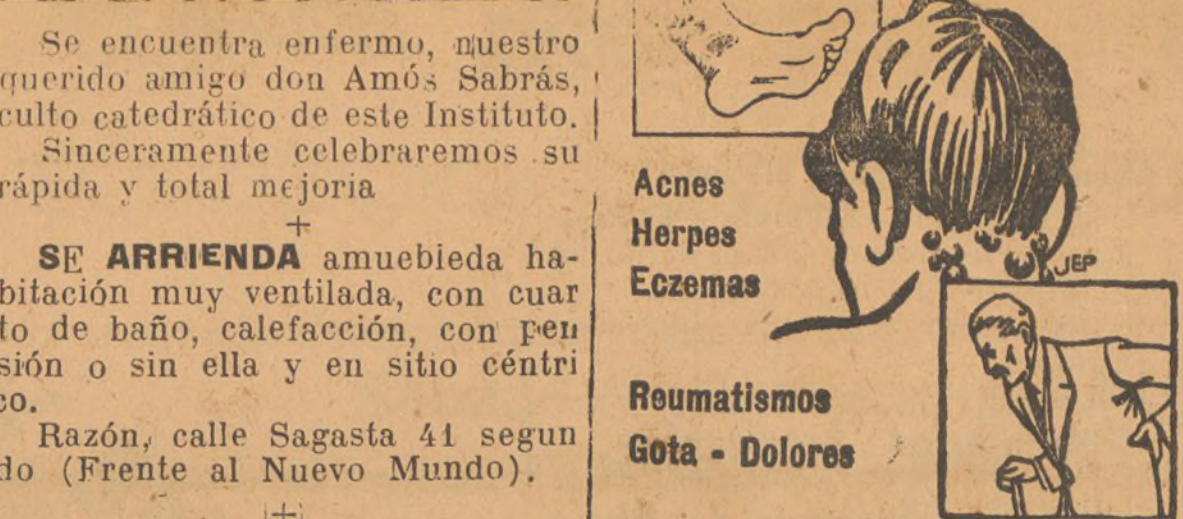 Se encuentra enfermo, nuestro
querido amigo don Amós Sabrás,
culto catedrático de este Instituto.
Sinceramente celebraremos su
rápida y total mejoria
+
SE ARRIENDA amuebieda ha-
bitación muy ventilada, con cuar
to de baño, calefacción, con pen
sión o sin ella y en sitio céntri
co.
Razón, calle Sagasta 41 segun
do (Frente al Nuevo Mundo).
+
Acnes
Herpes
Eczemas
JEP
Reumatismos
Gota - Dolores